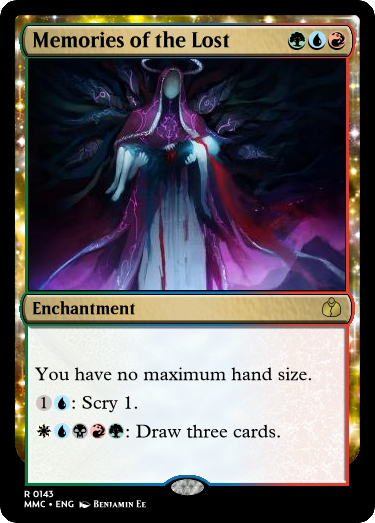 Memories of the Lost
Enchantment
You have no maximum hand size.
1 : Scry 1.
: Draw three cards.
R 0143
MMC • ENG Benjamin Ee